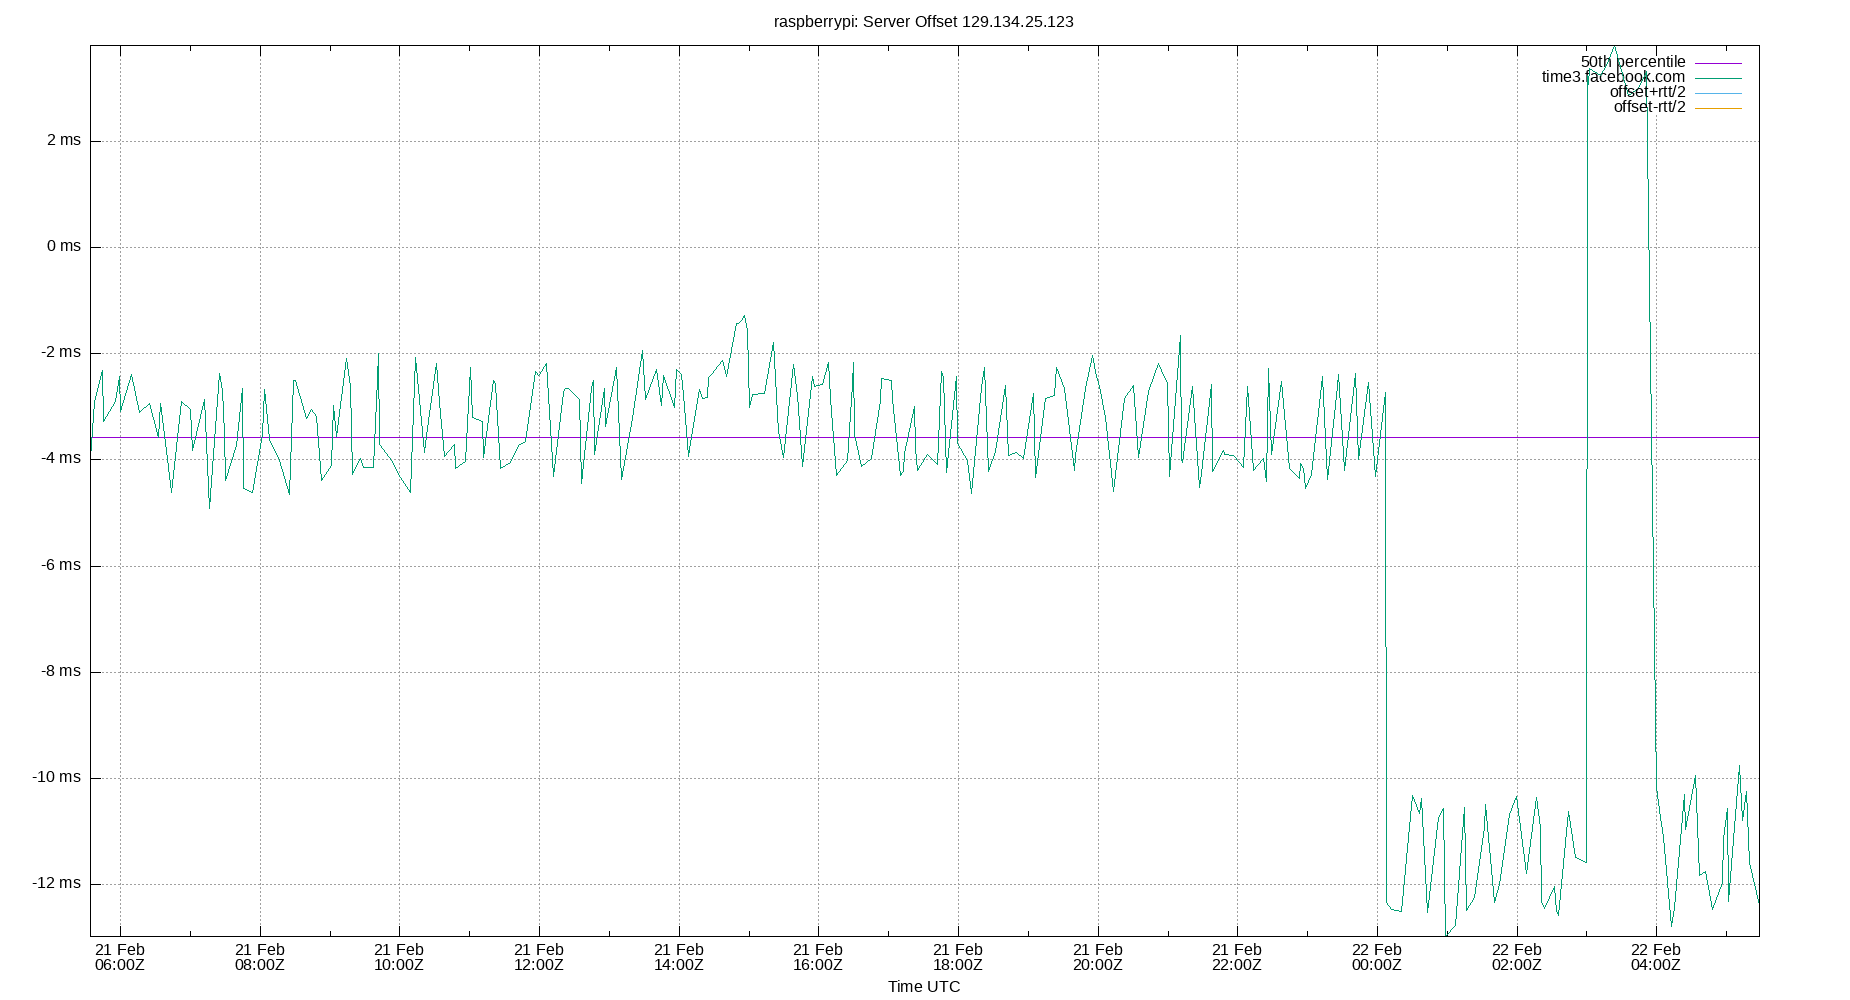 raspberrypi: Server Offset 129.134.25.123
50th percentile
time3.facebook.com
offset+rtt/2
offset-rtt/2
2 ms
0 ms
-2 ms
-4 ms
-6 ms
-8 ms
-10 ms
-12 ms
21 Feb 21 Feb 21 Feb 21 Feb 21 Feb 21 Feb 21 Feb 21 Feb 21 Feb 22 Feb 22 Feb 22 Feb
06:00Z 08:00Z 10:00Z 12:00Z 14:00Z 16:00Z 18:00Z 20:00Z 22:00Z 00:00Z 02:00Z 04:00Z
Time UTC